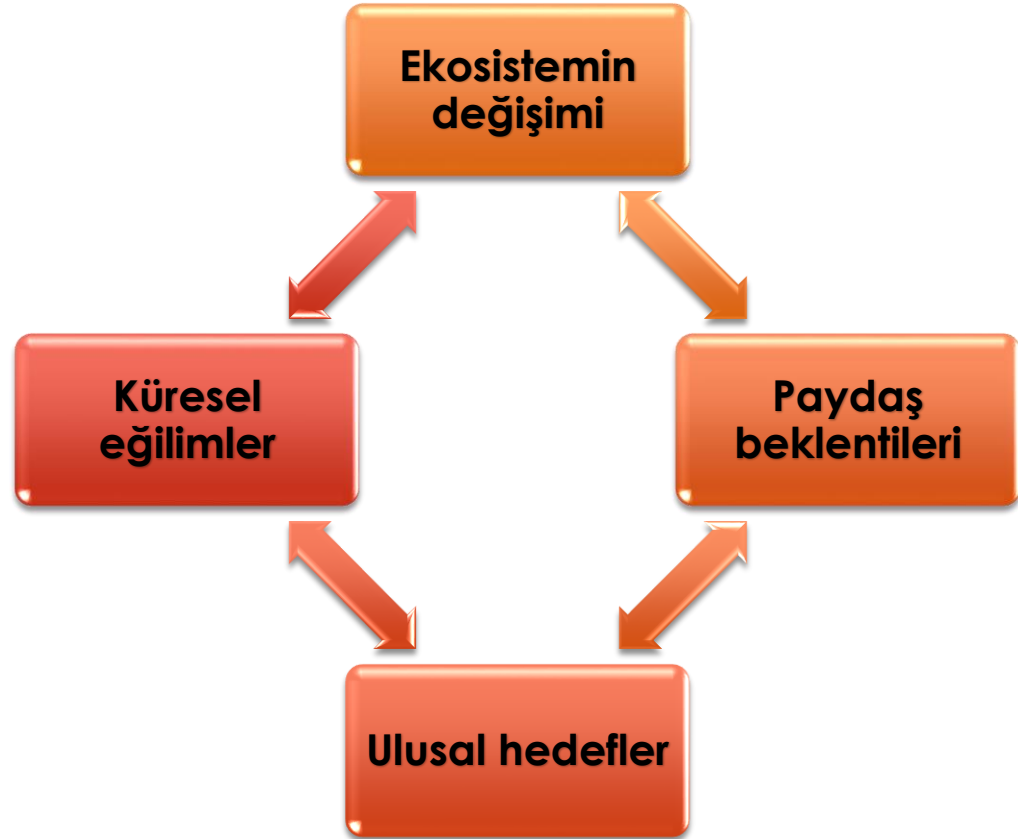 Ekosistemin
değişimi
Küresel
eğilimler
Paydaş
beklentileri
Ulusal hedefler